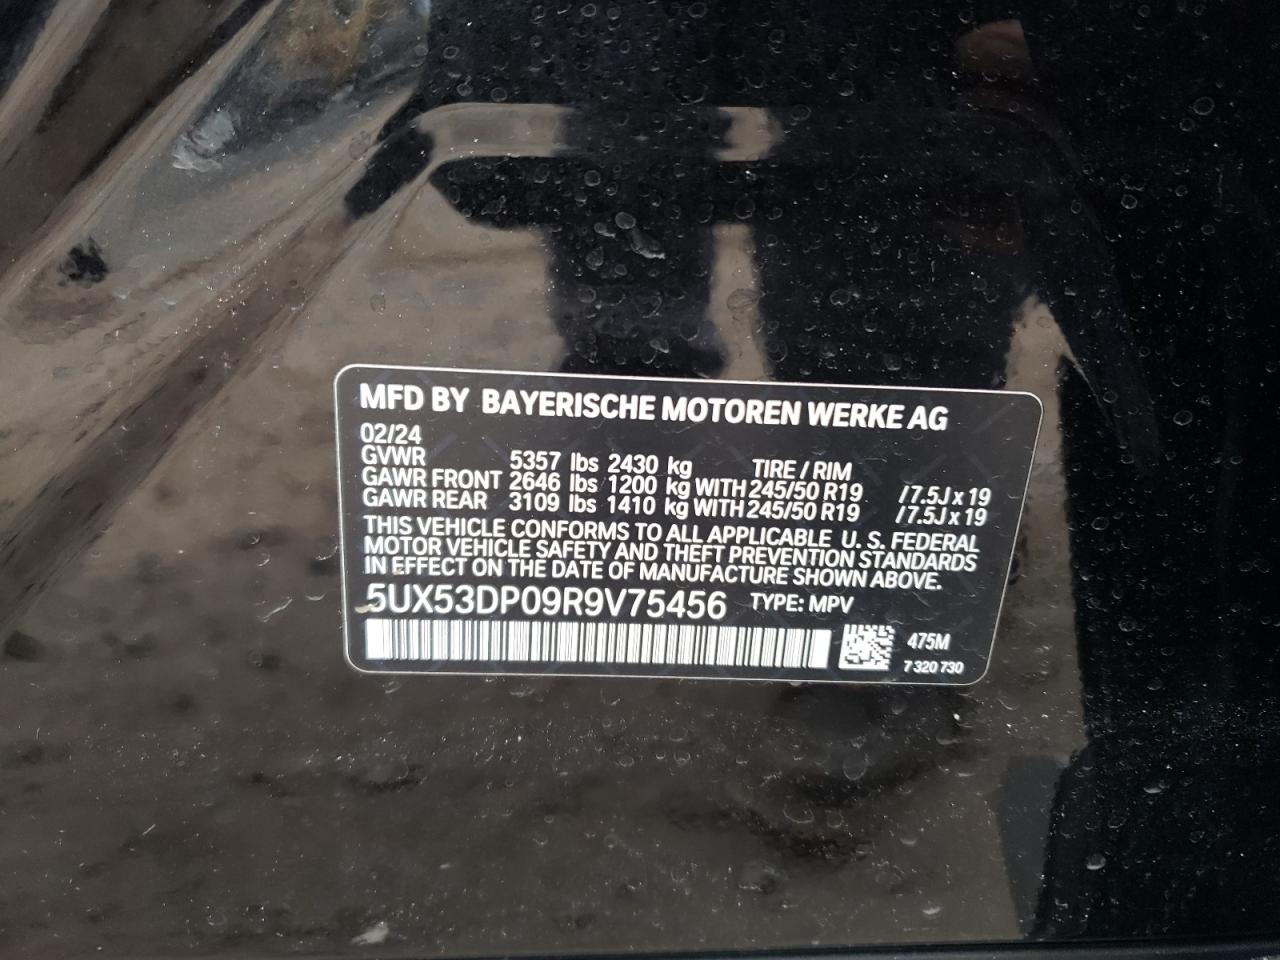 MFD BY BAYERISCHE MOTOREN WERKE AG
02/24
GVWR 5357 lbs 2430 kg TIRE / RIM
GAWR FRONT 2646 lbs 1200 kg WITH 245/50 R19 /7.5J x 19
GAWR REAR 3109 lbs 1410 kg WITH 245/50 R19 /7.5J x 19
THIS VEHICLE CONFORMS TO ALL APPLICABLE U. S. FEDERAL
MOTOR VEHICLE SAFETY AND THEFT PREVENTION STANDARDS
IN EFFECT ON THE DATE OF MANUFACTURE SHOWN ABOVE.
5UX53DP09R9V75456 TYPE: MPV
475M
7 320 730